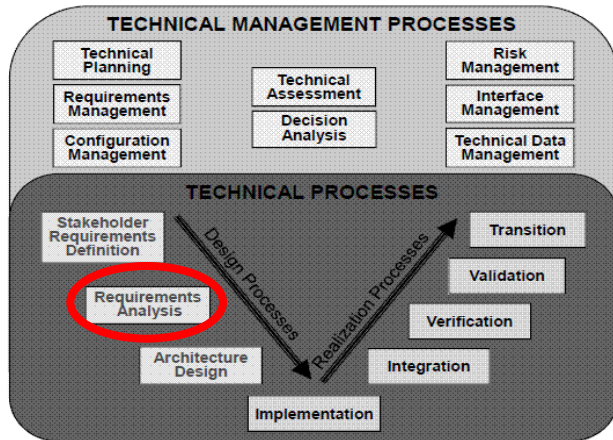 TECHNICAL MANAGEMENT PROCESSES
Technical
Planning
Requirements
Management
Configuration
Management
Technical
Assessment
Decision
Analysis
Risk
Management
Interface
Management
Technical Data
Management
TECHNICAL PROCESSES
Stakeholder
Requirements
Definition
Requirements
Analysis
Architecture
Design
Design Processes
Implementation
Realization Processes
Integration
Verification
Validation
Transition